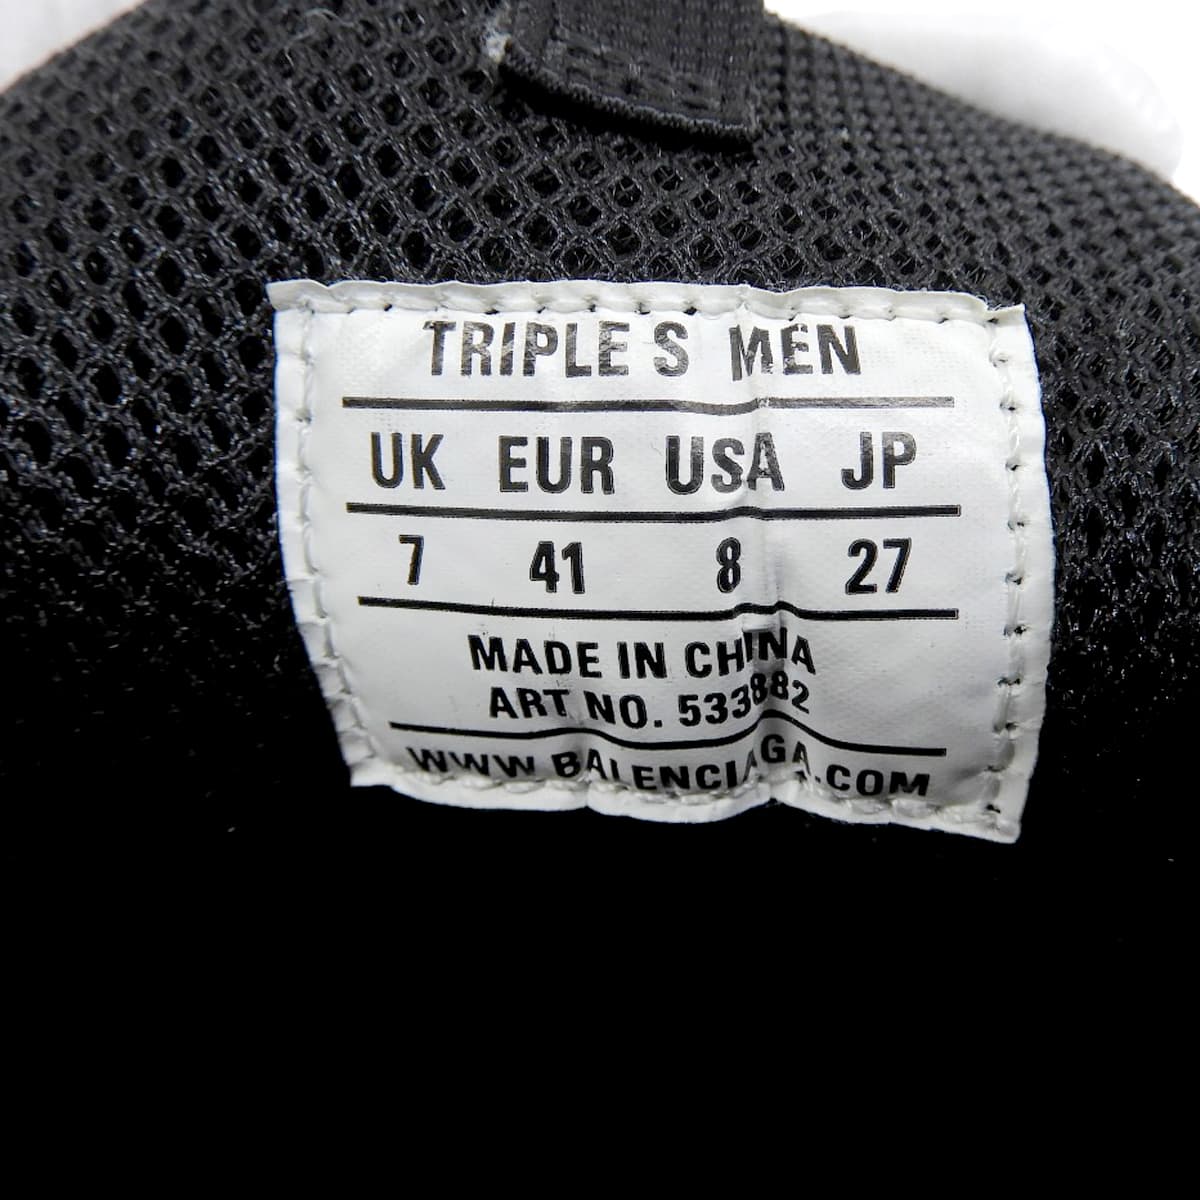 TRIPLE S MEN
UK EUR USA JP
7 41 8 27
MADE IN CHINA
ART NO. 533882
WWW.BALENCIAGA.COM